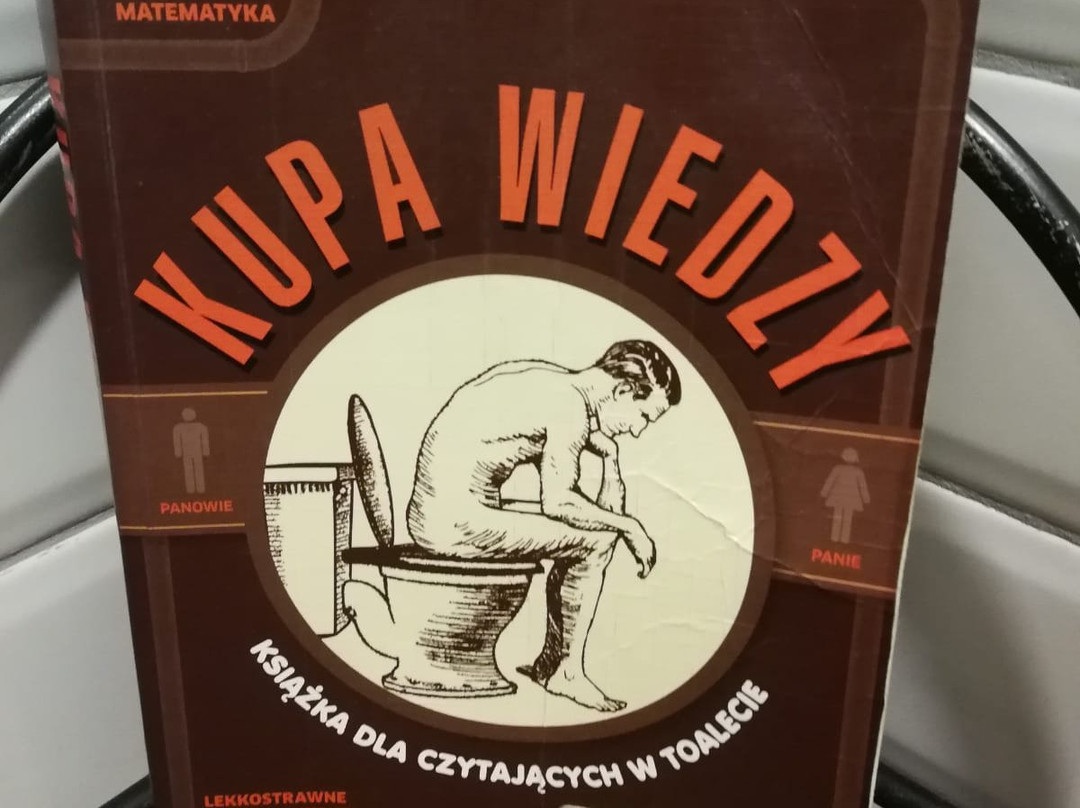 MATEMATYKA
KUPA WIEDZY
PANOWIE
PANIE
KSIĄŻKA DLA CZYTAJĄCYCH W TOALECIE
LEKKOSTRAWNE